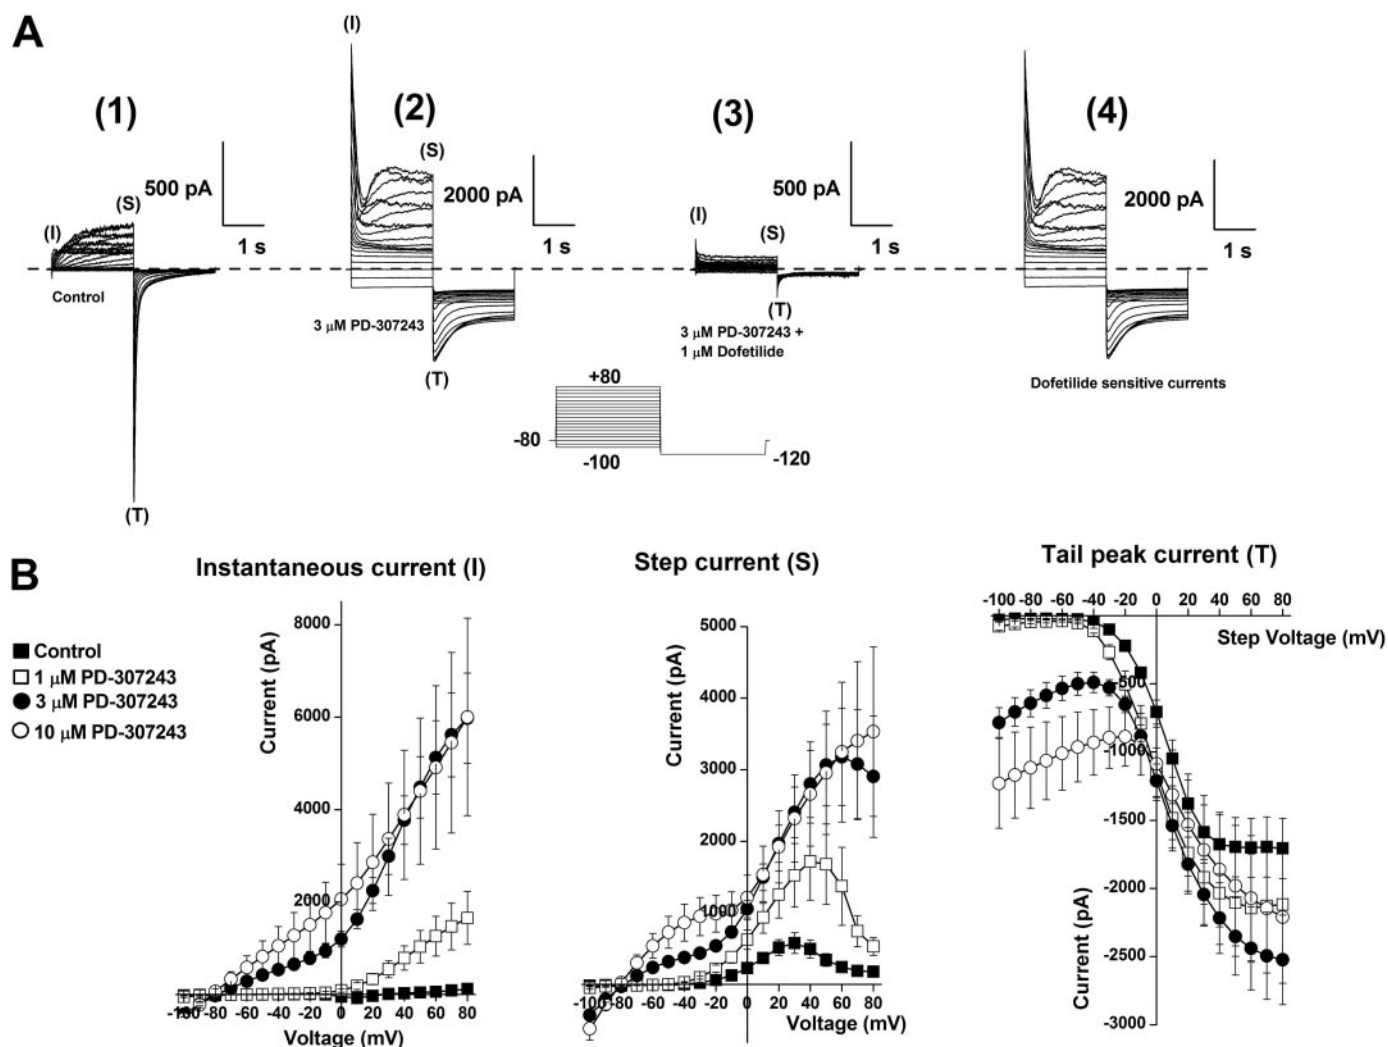 A
(1)
(I)
(S)
500 pA
1 s
Control
(T)
(I)
(2)
(S)
2000 pA
1 s
3 μM PD-307243
(T)
(3)
(I)
(S)
500 pA
1 s
(T)
3 μM PD-307243 +
1 μM Dofetilide
(4)
2000 pA
1 s
Dofetilide sensitive currents
+80
-80
-100
-120
B
Control
1 μM PD-307243
3 μM PD-307243
10 μM PD-307243
Instantaneous current (I)
Current (pA)
8000
6000
4000
2000
-100 -80 -60 -40 -20 0 20 40 60 80
Voltage (mV)
Step current (S)
Current (pA)
5000
4000
3000
2000
1000
-100 -80 -60 -40 -20 0 20 40 60 80
Voltage (mV)
Tail peak current (T)
-100 -80 -60 -40 -20 0 20 40 60 80
Step Voltage (mV)
-500
-1000
-1500
-2000
-2500
-3000
Current (pA)